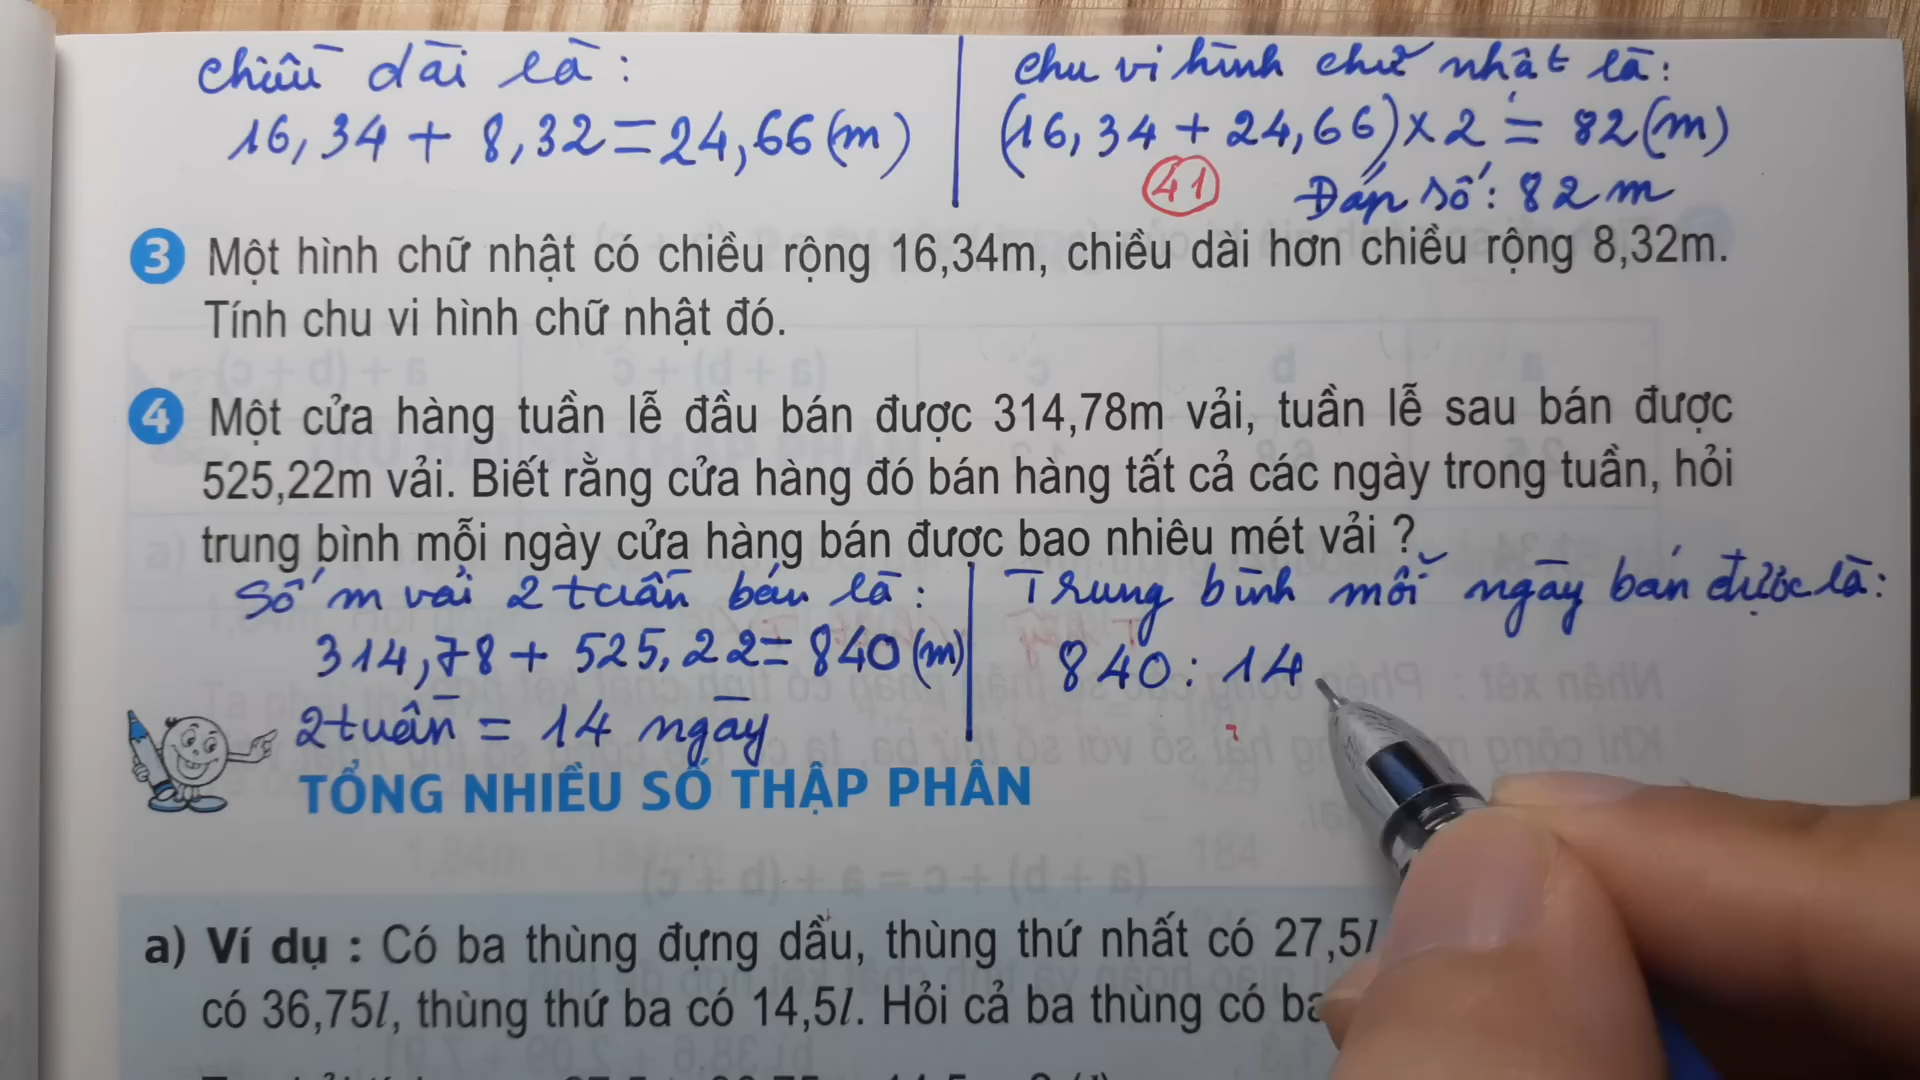 Chiều dài là:
16,34 + 8,32 = 24,66 (m)
Chu vi hình chữ nhật là:
(16,34 + 24,66) x 2 = 82 (m)
41
Đáp số: 82 m
3 Một hình chữ nhật có chiều rộng 16,34m, chiều dài hơn chiều rộng 8,32m.
Tính chu vi hình chữ nhật đó.
4 Một cửa hàng tuần lễ đầu bán được 314,78m vải, tuần lễ sau bán được
525,22m vải. Biết rằng cửa hàng đó bán hàng tất cả các ngày trong tuần, hỏi
trung bình mỗi ngày cửa hàng bán được bao nhiêu mét vải ?
Số m vải 2 tuần bán là:
314,78 + 525,22 = 840 (m)
2 tuần = 14 ngày
Trung bình mỗi ngày bán được là:
840 : 14
TỔNG NHIỀU SỐ THẬP PHÂN
a) Ví dụ : Có ba thùng đựng dầu, thùng thứ nhất có 27,5l
có 36,75l, thùng thứ ba có 14,5l. Hỏi cả ba thùng có